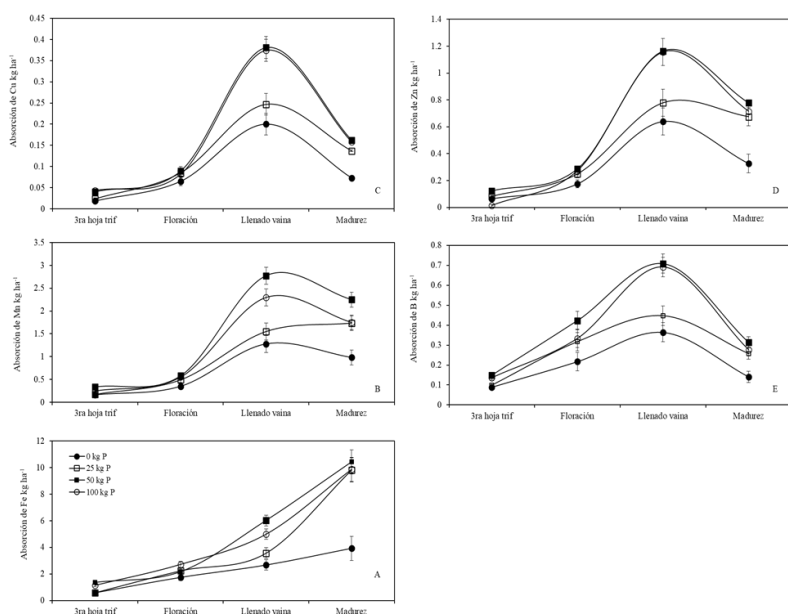 0.45
0.4
0.35
0.3
0.25
0.2
0.15
0.1
0.05
0
Absorción de Cu kg ha-1
C
3ra hoja trif Floración Llenado vaina Madurez
1.4
1.2
1
0.8
0.6
0.4
0.2
0
Absorción de Zn kg ha-1
D
3ra hoja trif Floración Llenado vaina Madurez
3.5
3
2.5
2
1.5
1
0.5
0
Absorción de Mn kg ha-1
B
3ra hoja trif Floración Llenado vaina Madurez
0.8
0.7
0.6
0.5
0.4
0.3
0.2
0.1
0
Absorción de B kg ha-1
E
3ra hoja trif Floración Llenado vaina Madurez
12
10
8
6
4
2
0
Absorción de Fe kg ha-1
0 kg P
25 kg P
50 kg P
100 kg P
A
3ra hoja trif Floración Llenado vaina Madurez